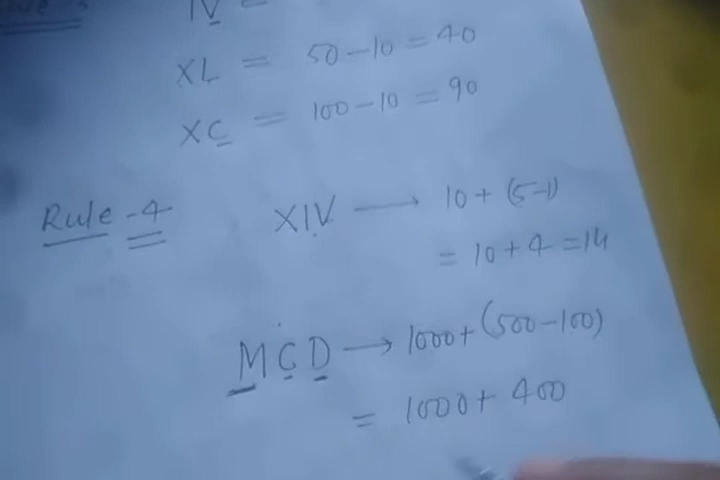 IV =
XL = 50-10 = 40
XC = 100-10 = 90
Rule-4 XIV → 10 + (5-1)
= 10 + 4 = 14
MCD → 1000 + (500-100)
= 1000 + 400